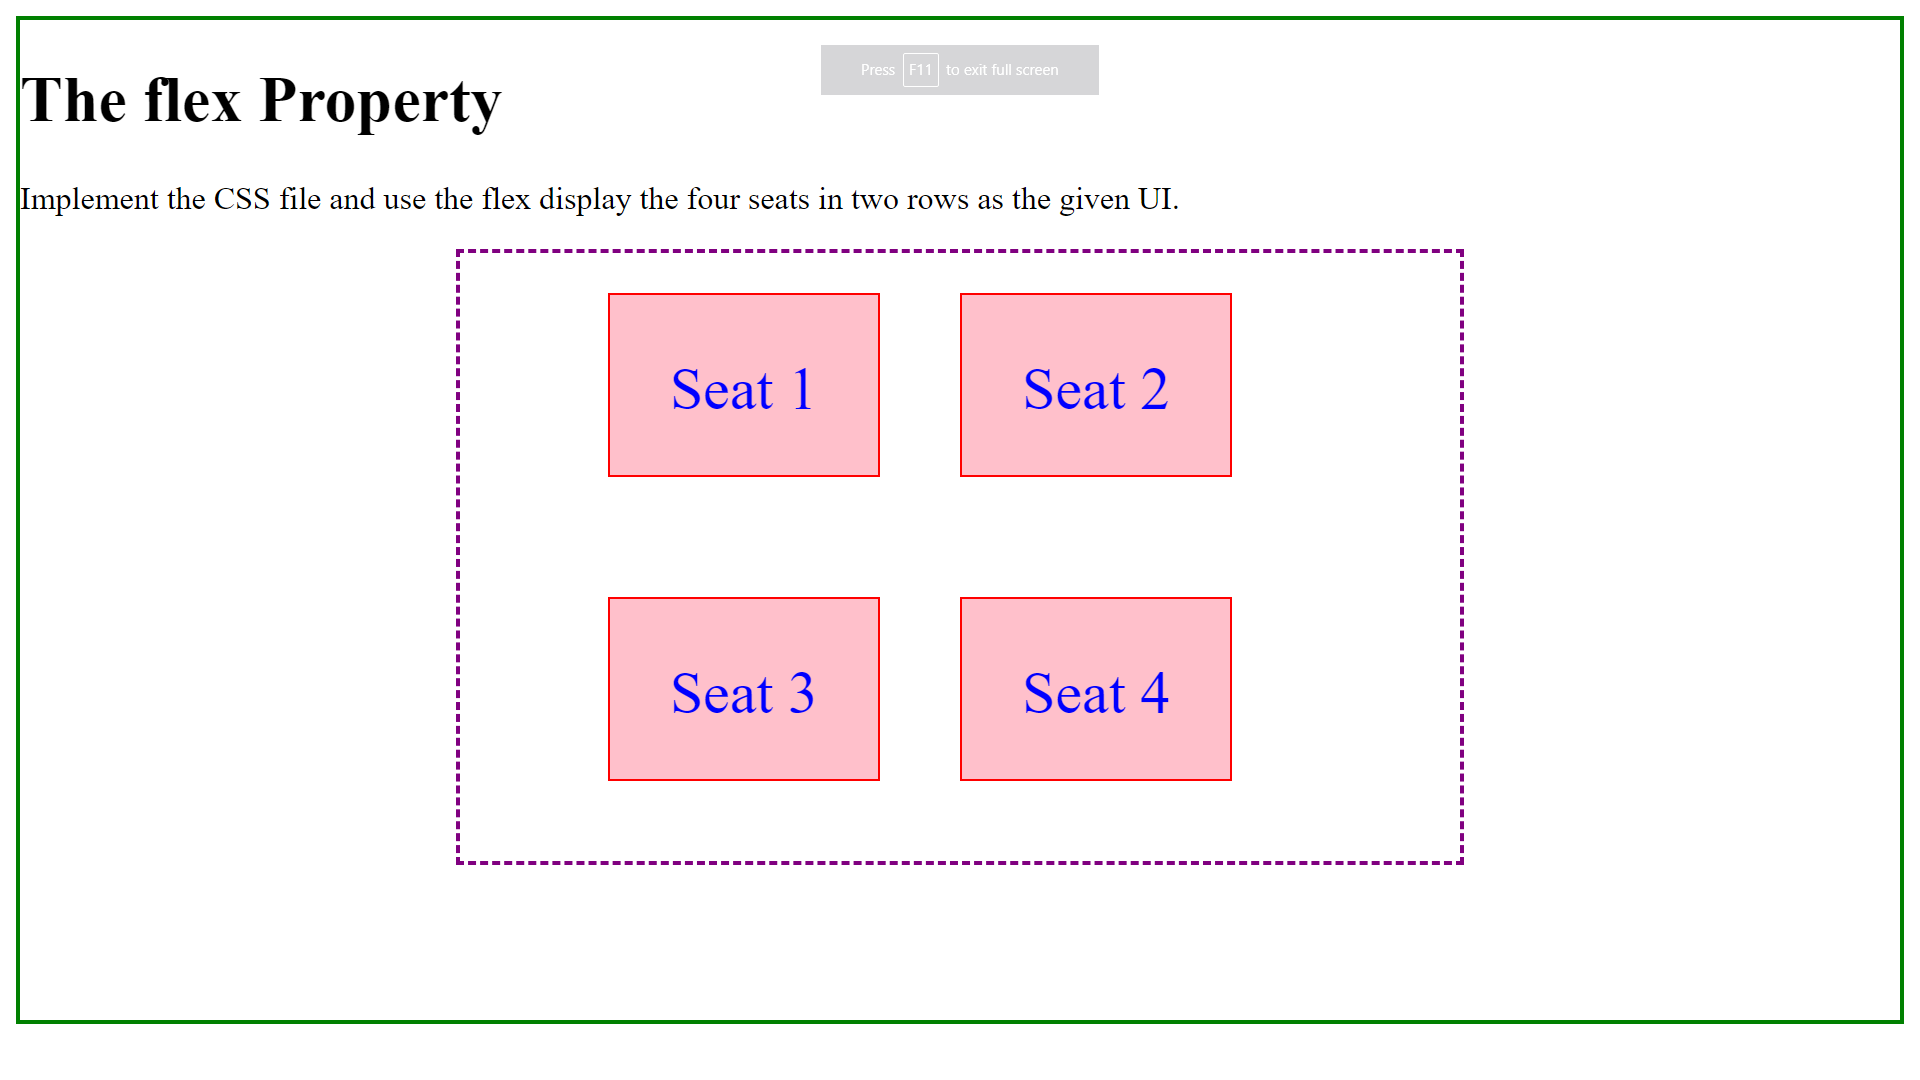 Press F11 to exit full screen
The flex Property
Implement the CSS file and use the flex display the four seats in two rows as the given UI.
Seat 1
Seat 2
Seat 3
Seat 4